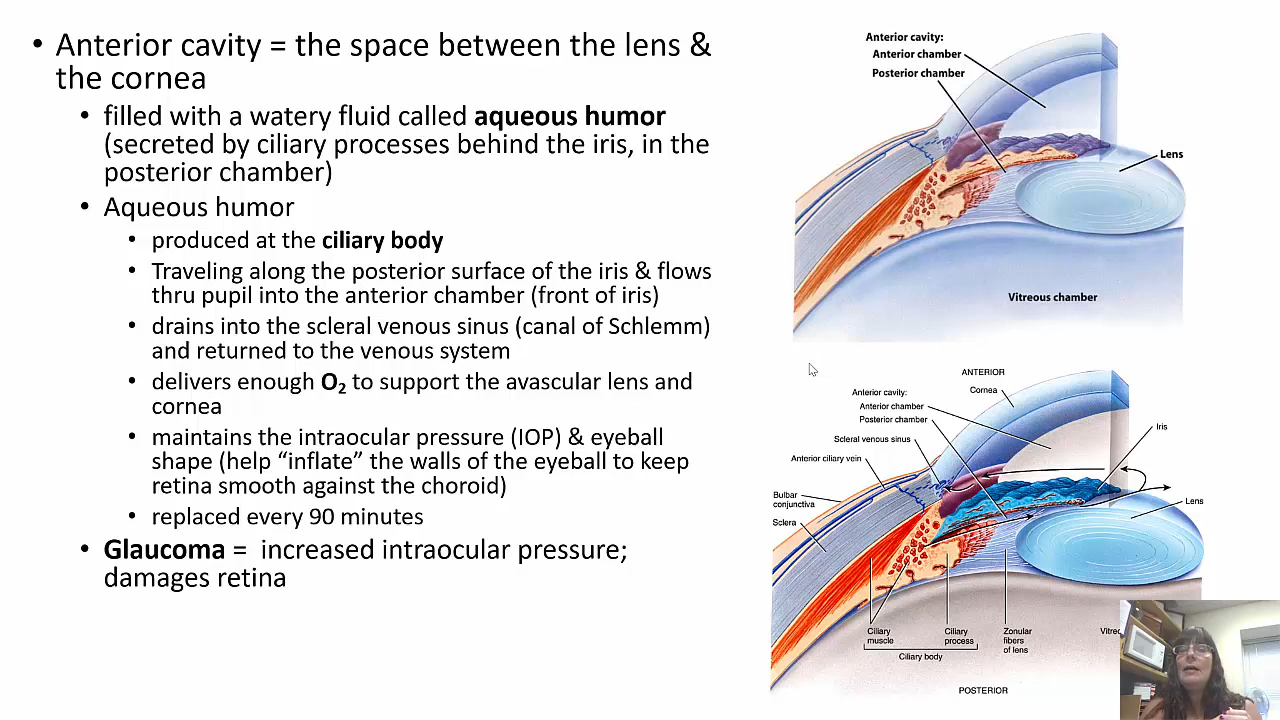 • Anterior cavity = the space between the lens &
the cornea
• filled with a watery fluid called aqueous humor
(secreted by ciliary processes behind the iris, in the
posterior chamber)
• Aqueous humor
• produced at the ciliary body
• Traveling along the posterior surface of the iris & flows
thru pupil into the anterior chamber (front of iris)
• drains into the scleral venous sinus (canal of Schlemm)
and returned to the venous system
• delivers enough O₂ to support the avascular lens and
cornea
• maintains the intraocular pressure (IOP) & eyeball
shape (help “inflate” the walls of the eyeball to keep
retina smooth against the choroid)
• replaced every 90 minutes
• Glaucoma = increased intraocular pressure;
damages retina
Anterior cavity:
Anterior chamber
Posterior chamber
Lens
Vitreous chamber
ANTERIOR
Cornea
Anterior cavity:
Anterior chamber
Posterior chamber
Scleral venous sinus
Anterior ciliary vein
Bulbar
conjunctiva
Sclera
Iris
Lens
Ciliary
muscle
Ciliary
process
Ciliary body
Zonular
fibers
of lens
Vitre
POSTERIOR